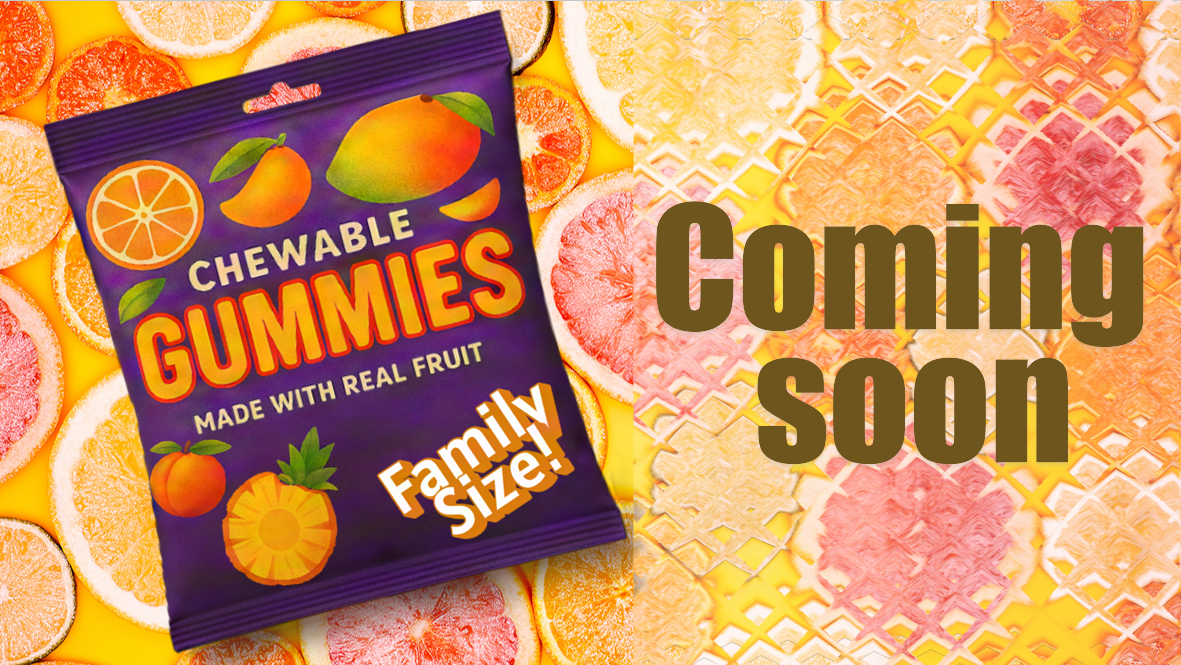 CHEWABLE
GUMMIES
MADE WITH REAL FRUIT
Family
Size!
Coming
soon